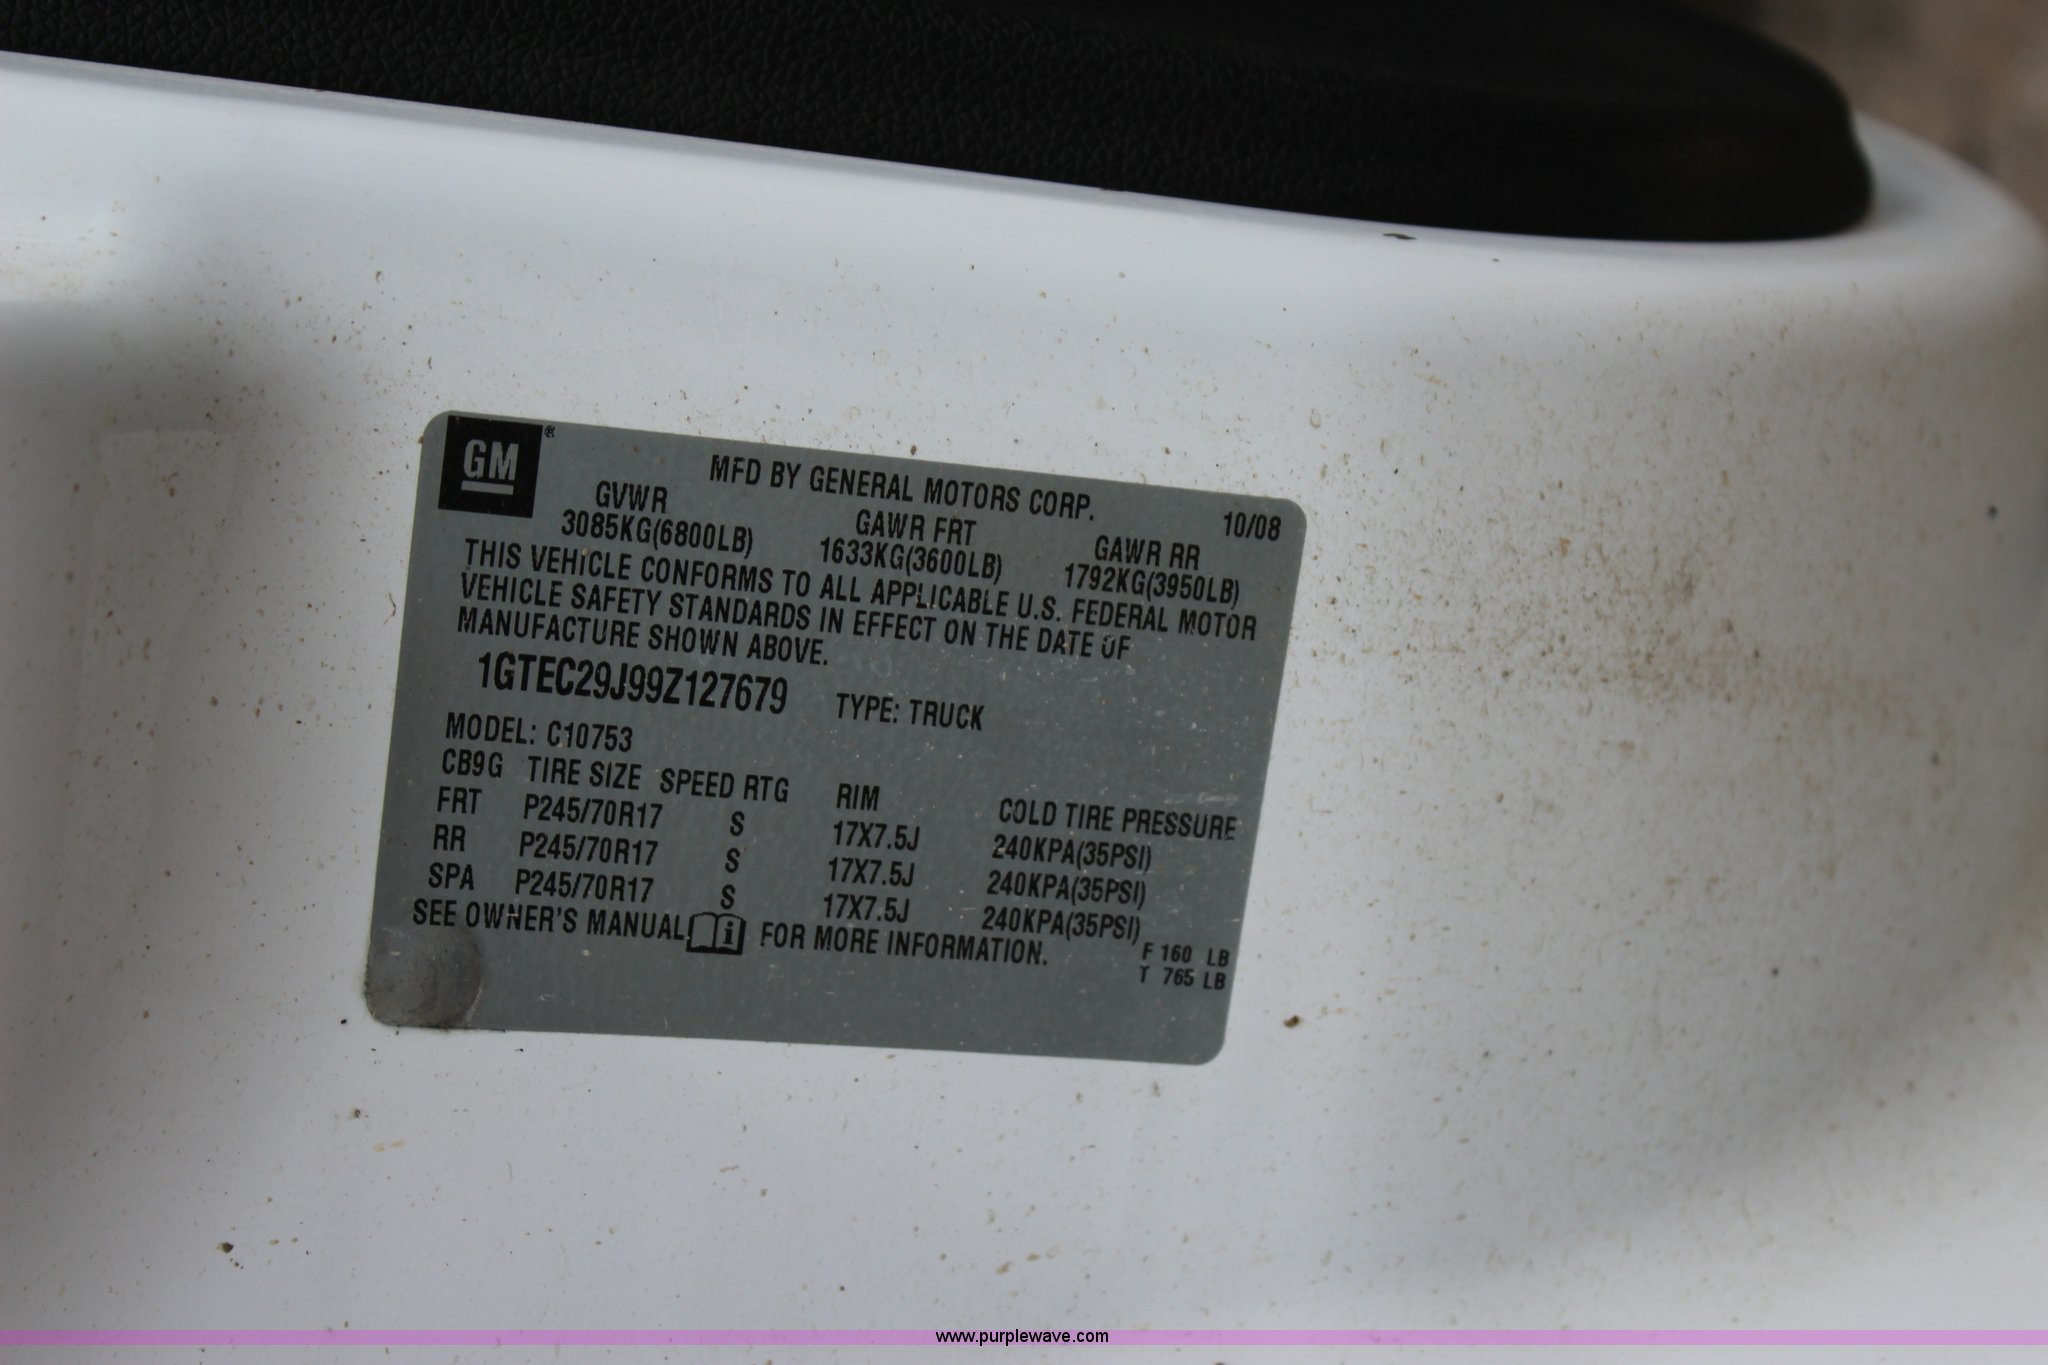 GM®
MFD BY GENERAL MOTORS CORP.
10/08
GVWR GAWR FRT GAWR RR
3085KG(6800LB) 1633KG(3600LB) 1792KG(3950LB)
THIS VEHICLE CONFORMS TO ALL APPLICABLE U.S. FEDERAL MOTOR
VEHICLE SAFETY STANDARDS IN EFFECT ON THE DATE OF
MANUFACTURE SHOWN ABOVE.
1GTEC29J99Z127679 TYPE: TRUCK
MODEL: C10753
CB9G TIRE SIZE SPEED RTG RIM COLD TIRE PRESSURE
FRT P245/70R17 S 17X7.5J 240KPA(35PSI)
RR P245/70R17 S 17X7.5J 240KPA(35PSI)
SPA P245/70R17 S 17X7.5J 240KPA(35PSI)
SEE OWNER'S MANUAL i FOR MORE INFORMATION.
F 160 LB
T 765 LB
www.purplewave.com